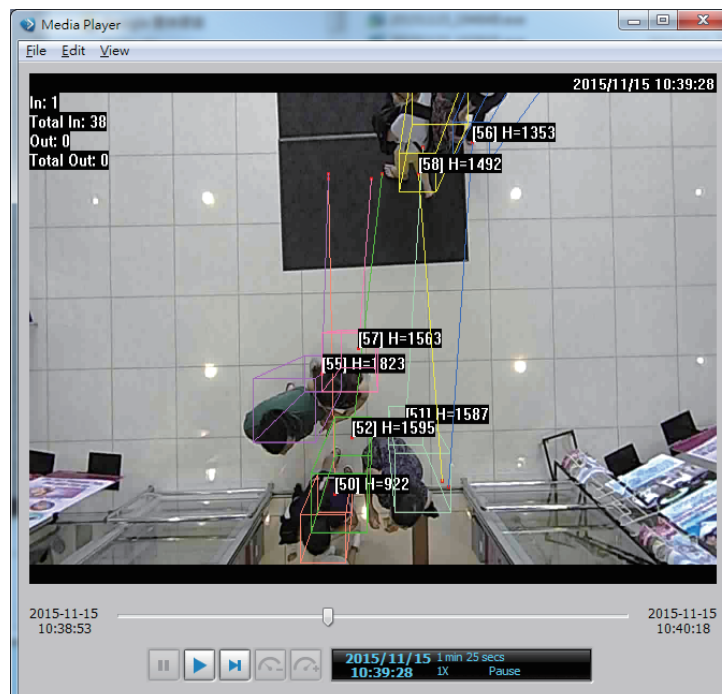 Media Player
File Edit View
2015/11/15 10:39:28
In: 1
Total In: 38
Out: 0
Total Out: 0
[56] H=1353
[58] H=1492
[57] H=1563
[55] H=1823
[51] H=1587
[52] H=1595
[50] H=922
2015-11-15
10:38:53
2015-11-15
10:40:18
2015/11/15 1 min 25 secs
10:39:28 1X Pause